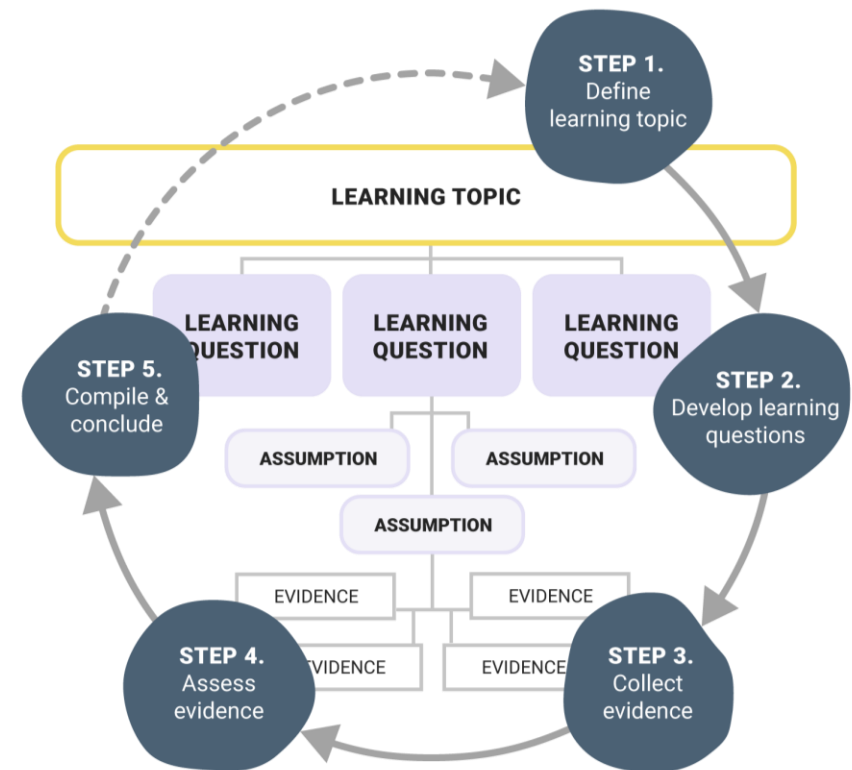 STEP 1.
Define
learning topic
LEARNING TOPIC
LEARNING
QUESTION
LEARNING
QUESTION
LEARNING
QUESTION
STEP 5.
Compile &
conclude
STEP 2.
Develop learning
questions
ASSUMPTION
ASSUMPTION
ASSUMPTION
EVIDENCE
EVIDENCE
EVIDENCE
EVIDENCE
STEP 4.
Assess
evidence
STEP 3.
Collect
evidence